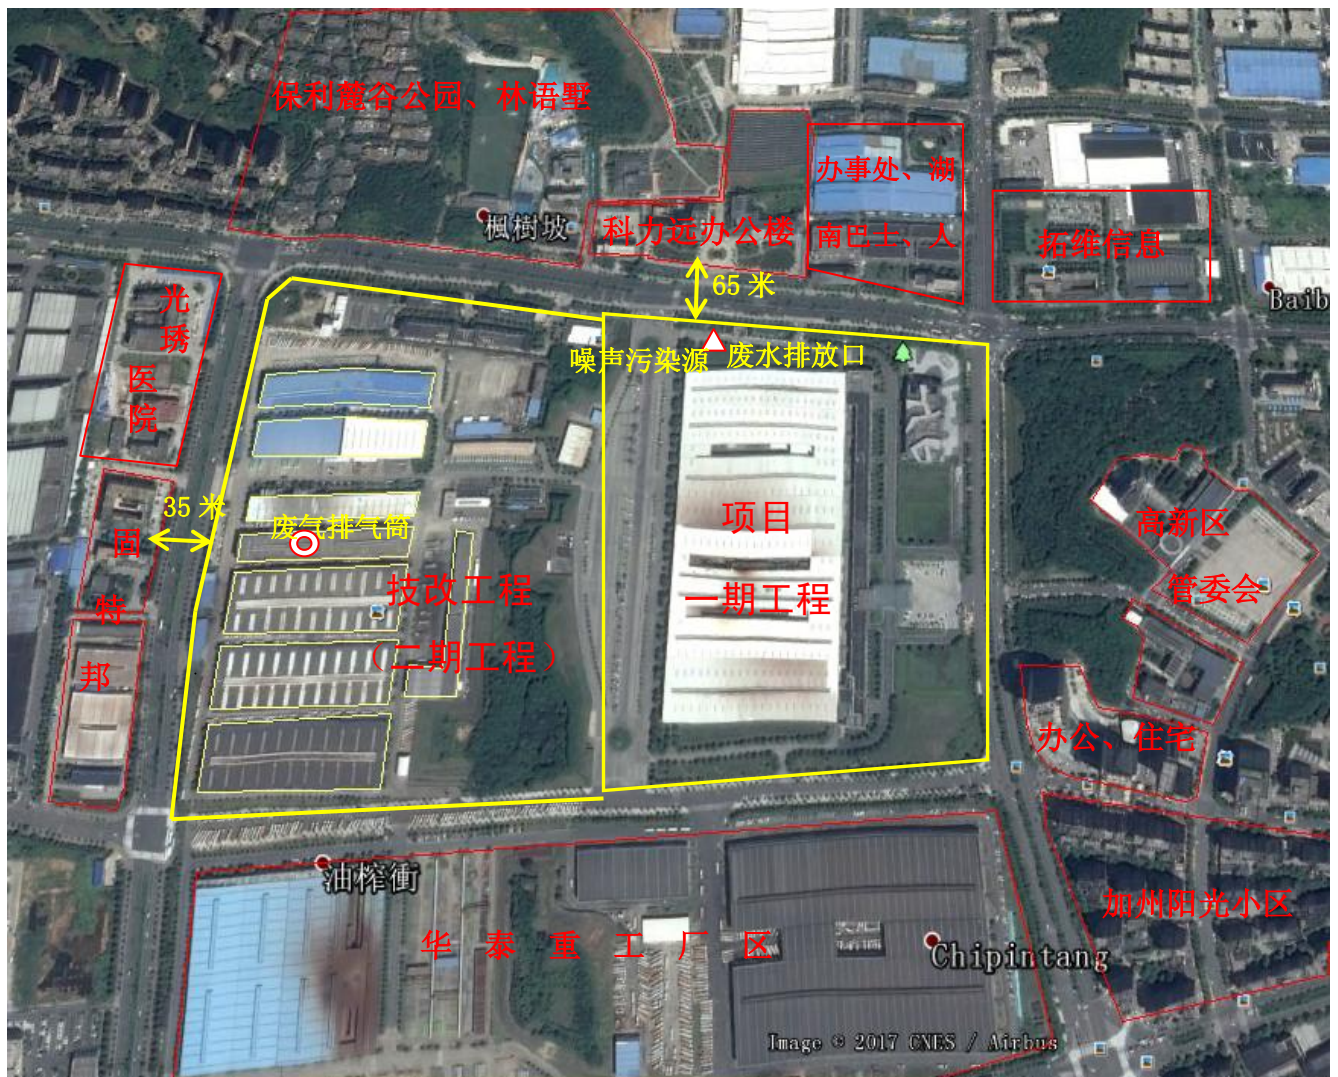 保利麓谷公园、林语墅
楓樹坡
科力远办公楼
办事处、湖
南巴士、人
拓维信息
Baib
65 米
光
琇
医
院
噪声污染源
废水排放口
35 米
固
特
邦
废气排气筒
技改工程
（二期工程）
项目
一期工程
高新区
管委会
办公、住宅
油榨衝
华泰重工厂区
Chipintang
加州阳光小区
Image © 2017 CNES / Airbus